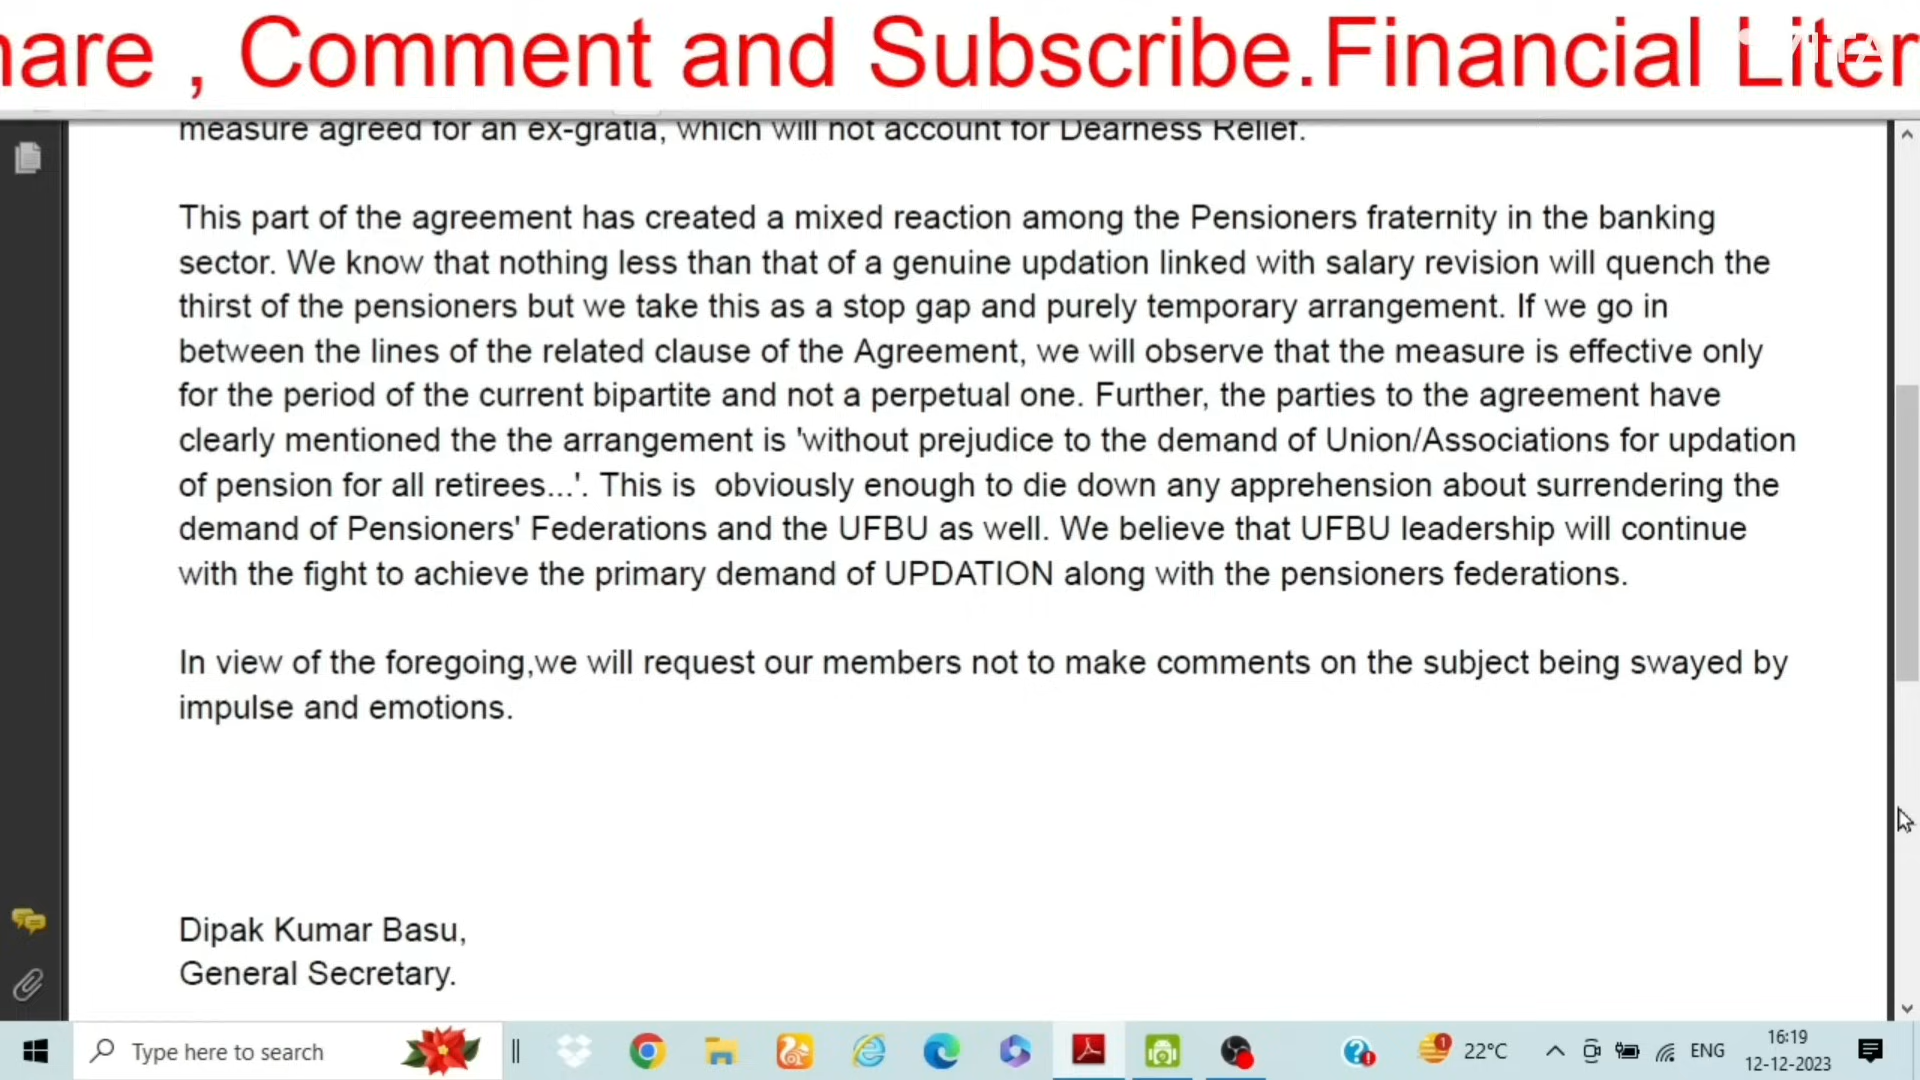 are , Comment and Subscribe.Financial Liter
measure agreed for an ex-gratia, which will not account for Dearness Relief.
This part of the agreement has created a mixed reaction among the Pensioners fraternity in the banking
sector. We know that nothing less than that of a genuine updation linked with salary revision will quench the
thirst of the pensioners but we take this as a stop gap and purely temporary arrangement. If we go in
between the lines of the related clause of the Agreement, we will observe that the measure is effective only
for the period of the current bipartite and not a perpetual one. Further, the parties to the agreement have
clearly mentioned the the arrangement is 'without prejudice to the demand of Union/Associations for updation
of pension for all retirees...'. This is  obviously enough to die down any apprehension about surrendering the
demand of Pensioners' Federations and the UFBU as well. We believe that UFBU leadership will continue
with the fight to achieve the primary demand of UPDATION along with the pensioners federations.
In view of the foregoing,we will request our members not to make comments on the subject being swayed by
impulse and emotions.
Dipak Kumar Basu,
General Secretary.
Type here to search
22°C
ENG
16:19
12-12-2023